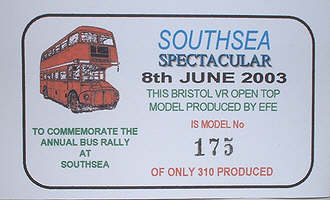 SOUTHSEA
SPECTACULAR
8th JUNE 2003
THIS BRISTOL VR OPEN TOP
MODEL PRODUCED BY EFE
IS MODEL No
175
OF ONLY 310 PRODUCED
TO COMMEMORATE THE
ANNUAL BUS RALLY
AT
SOUTHSEA